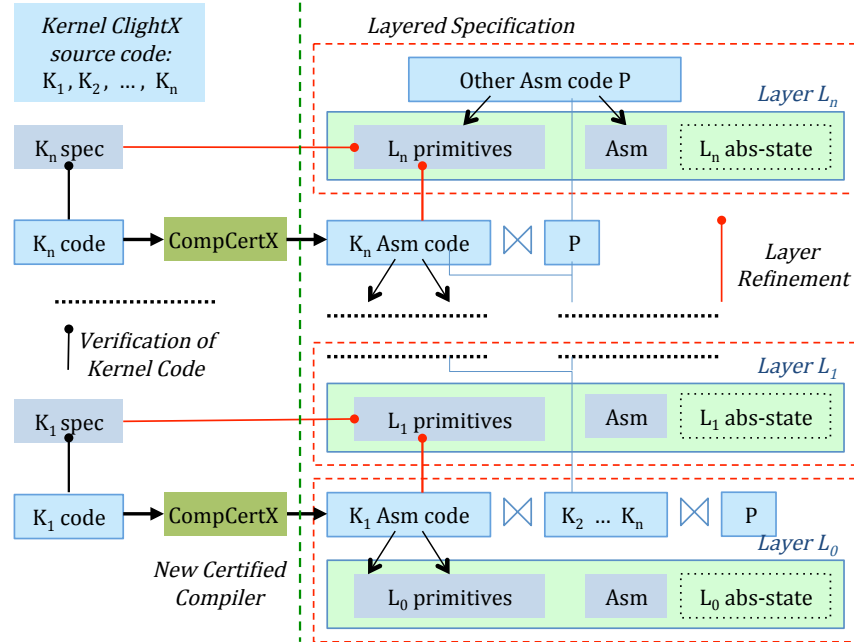 Kernel ClightX
source code:
K₁ , K₂ , … , Kₙ
Layered Specification
Other Asm code P
Layer Lₙ
Kₙ spec
Lₙ primitives
Asm
Lₙ abs-state
Kₙ code
CompCertX
Kₙ Asm code
P
Layer
Refinement
Verification of
Kernel Code
Layer L₁
K₁ spec
L₁ primitives
Asm
L₁ abs-state
K₁ code
CompCertX
K₁ Asm code
K₂ … Kₙ
P
Layer L₀
New Certified
Compiler
L₀ primitives
Asm
L₀ abs-state